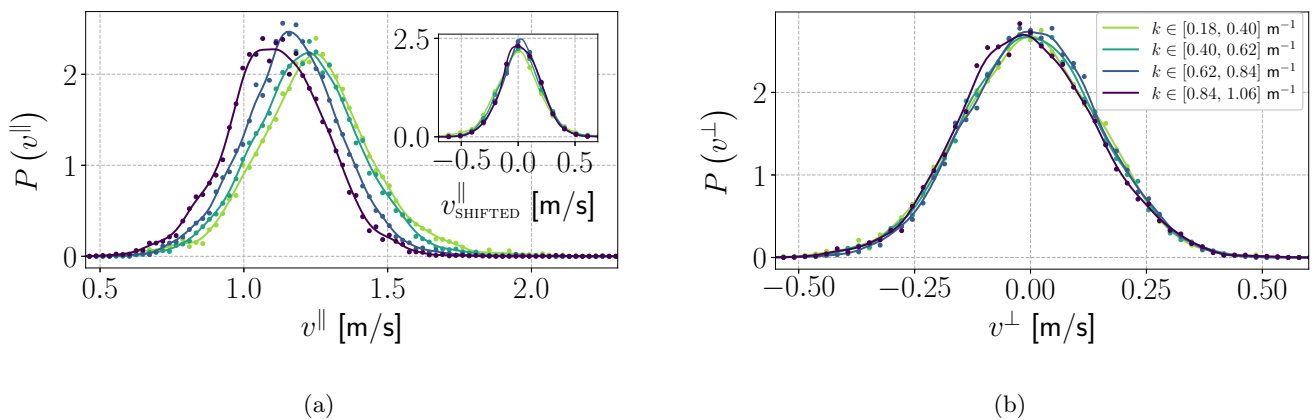 P (v∥)
2
1
0
0.5
1.0
1.5
2.0
v∥ [m/s]
2.5
0.0
−0.5
0.0
0.5
v∥SHIFTED [m/s]
(a)
P (v⊥)
2
1
0
−0.50
−0.25
0.00
0.25
0.50
v⊥ [m/s]
k ∈ [0.18, 0.40] m⁻¹
k ∈ [0.40, 0.62] m⁻¹
k ∈ [0.62, 0.84] m⁻¹
k ∈ [0.84, 1.06] m⁻¹
(b)